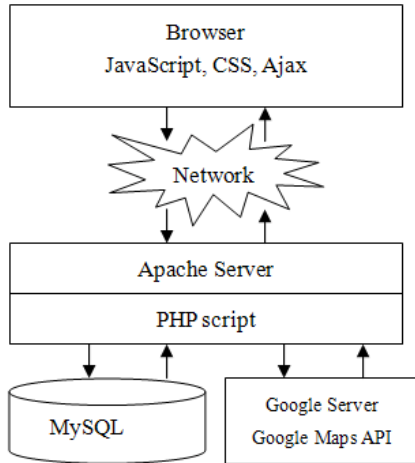 Browser
JavaScript, CSS, Ajax
Network
Apache Server
PHP script
MySQL
Google Server
Google Maps API